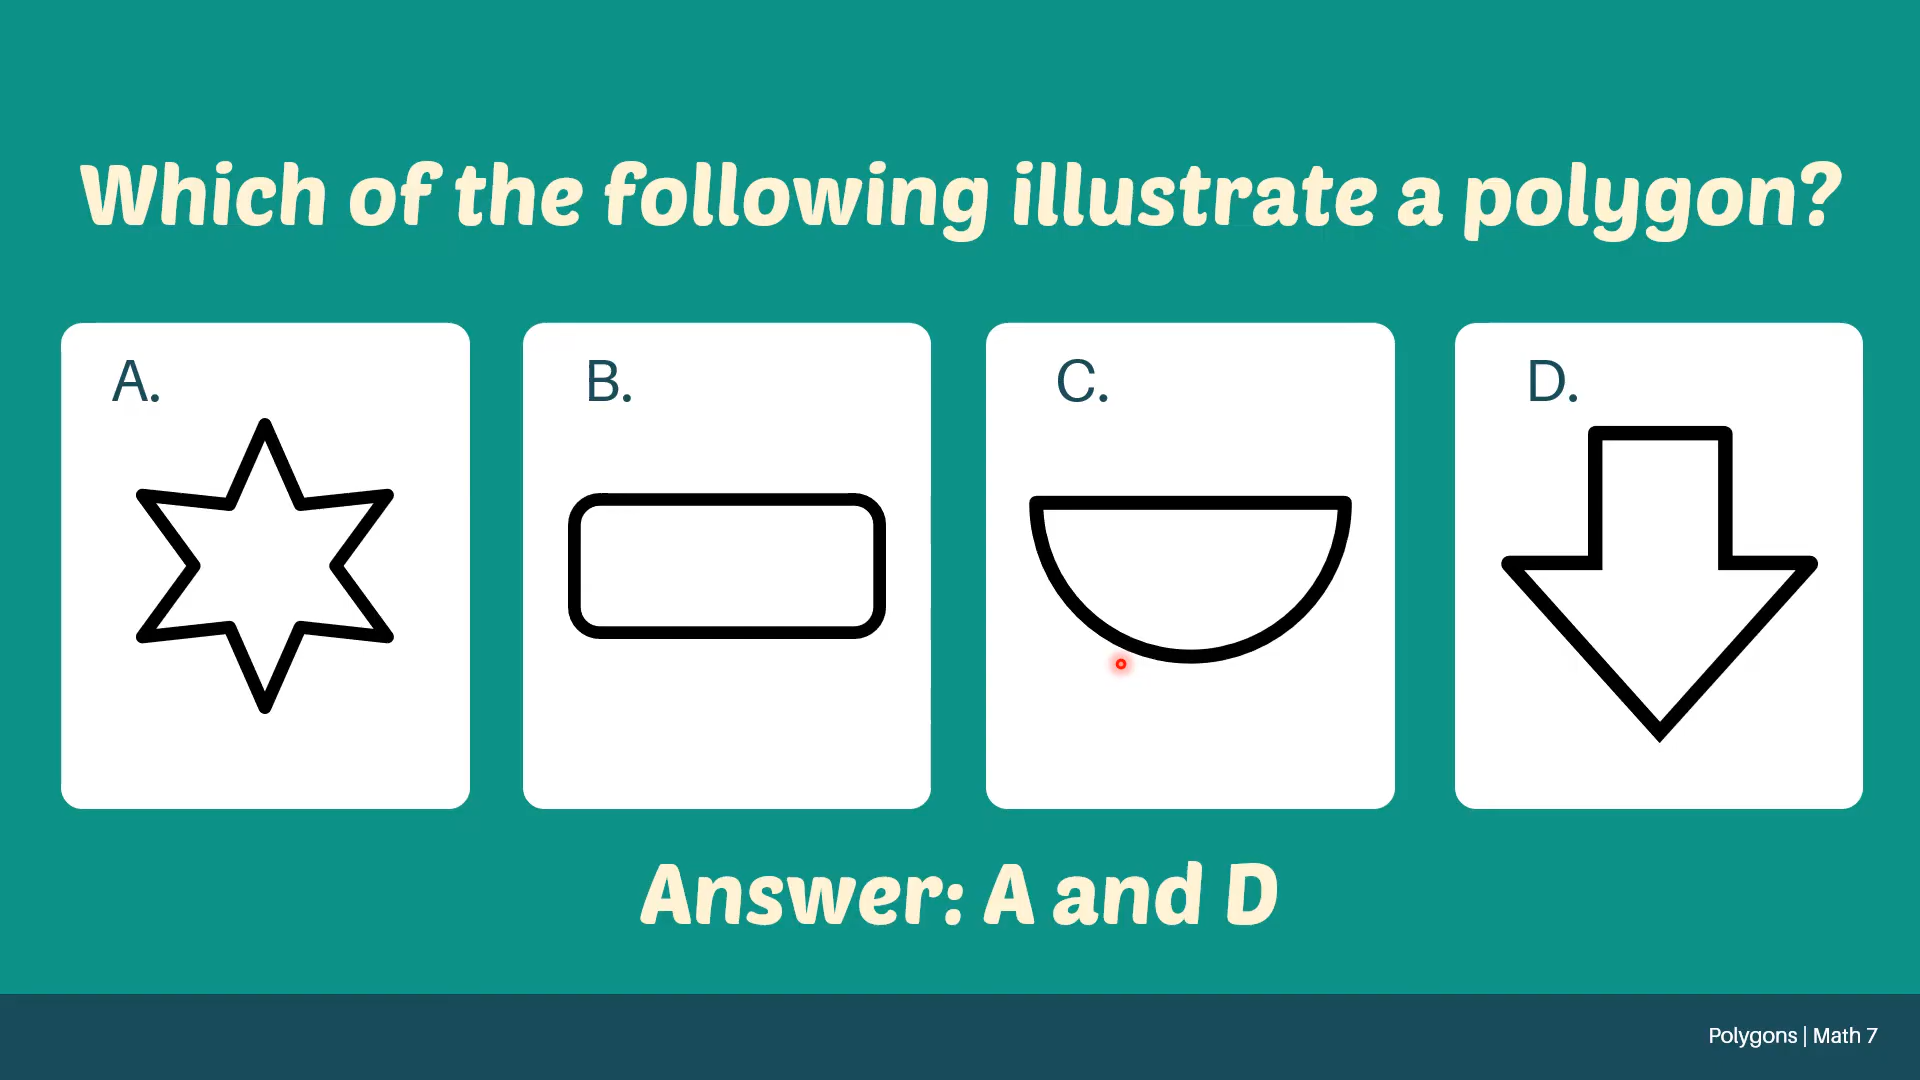 Which of the following illustrate a polygon?
A.
B.
C.
D.
Answer: A and D
Polygons | Math 7